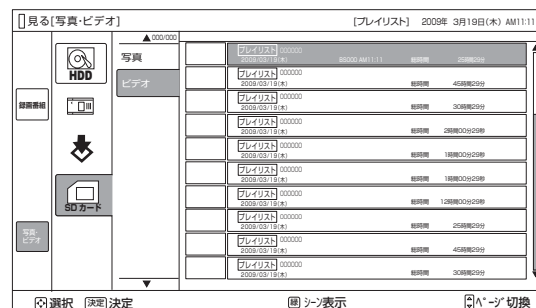 見る[写真・ビデオ] [プレイリスト] 2009年 3月19日(木) AM11:11
▲000/000
録画番組
写真・ビデオ
HDD
SDカード
写真
ビデオ
プレイリスト 000000
2009/03/19(木) BS000 AM11:11 総時間 25時間29分
プレイリスト 000000
2009/03/19(木) 総時間 45時間29分
プレイリスト 000000
2009/03/19(木) 総時間 30時間29分
プレイリスト 000000
2009/03/19(木) 総時間 2時間00分29秒
プレイリスト 000000
2009/03/19(木) 総時間 1時間00分29秒
プレイリスト 000000
2009/03/19(木) 総時間 1時間00分29秒
プレイリスト 000000
2009/03/19(木) 総時間 12時間00分29秒
プレイリスト 000000
2009/03/19(木) 総時間 25時間29分
プレイリスト 000000
2009/03/19(木) 総時間 45時間29分
プレイリスト 000000
2009/03/19(木) 総時間 30時間29分
▼
選択 決定 決定 緑 シーン表示 ページ切換